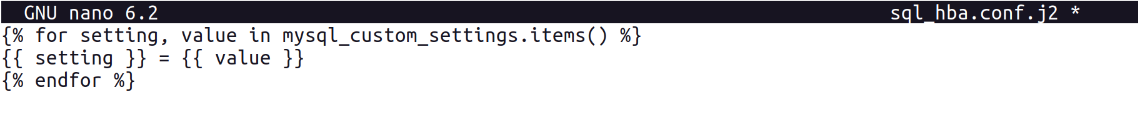 GNU nano 6.2 sql_hba.conf.j2 *
{% for setting, value in mysql_custom_settings.items() %}
{{ setting }} = {{ value }}
{% endfor %}